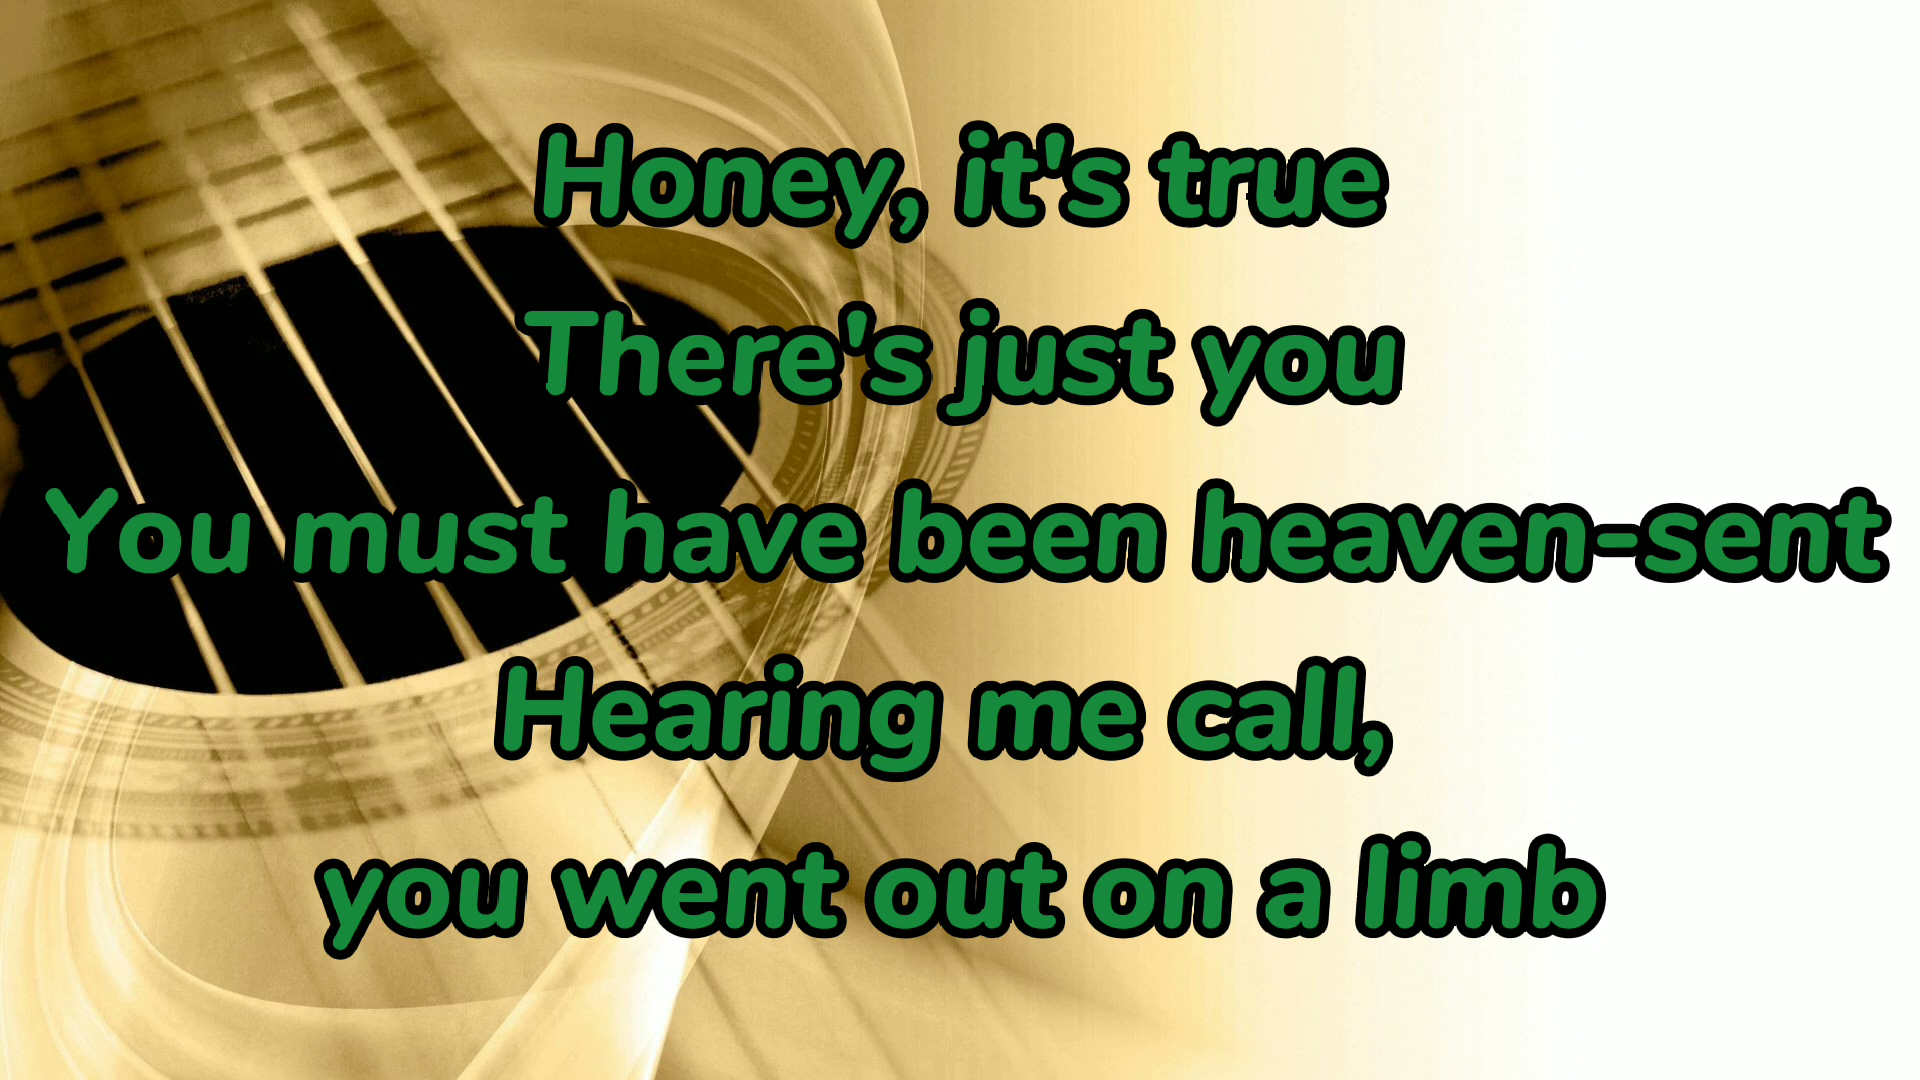 Honey, it's true
There's just you
You must have been heaven-sent
Hearing me call,
you went out on a limb